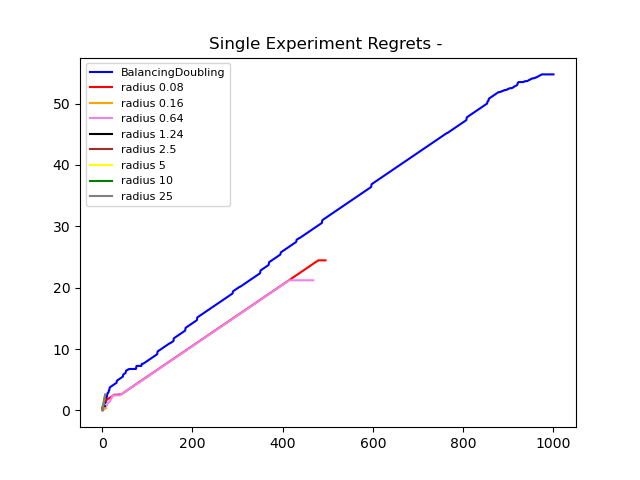 Single Experiment Regrets -
BalancingDoubling
radius 0.08
radius 0.16
radius 0.64
radius 1.24
radius 2.5
radius 5
radius 10
radius 25
50
40
30
20
10
0
0 200 400 600 800 1000